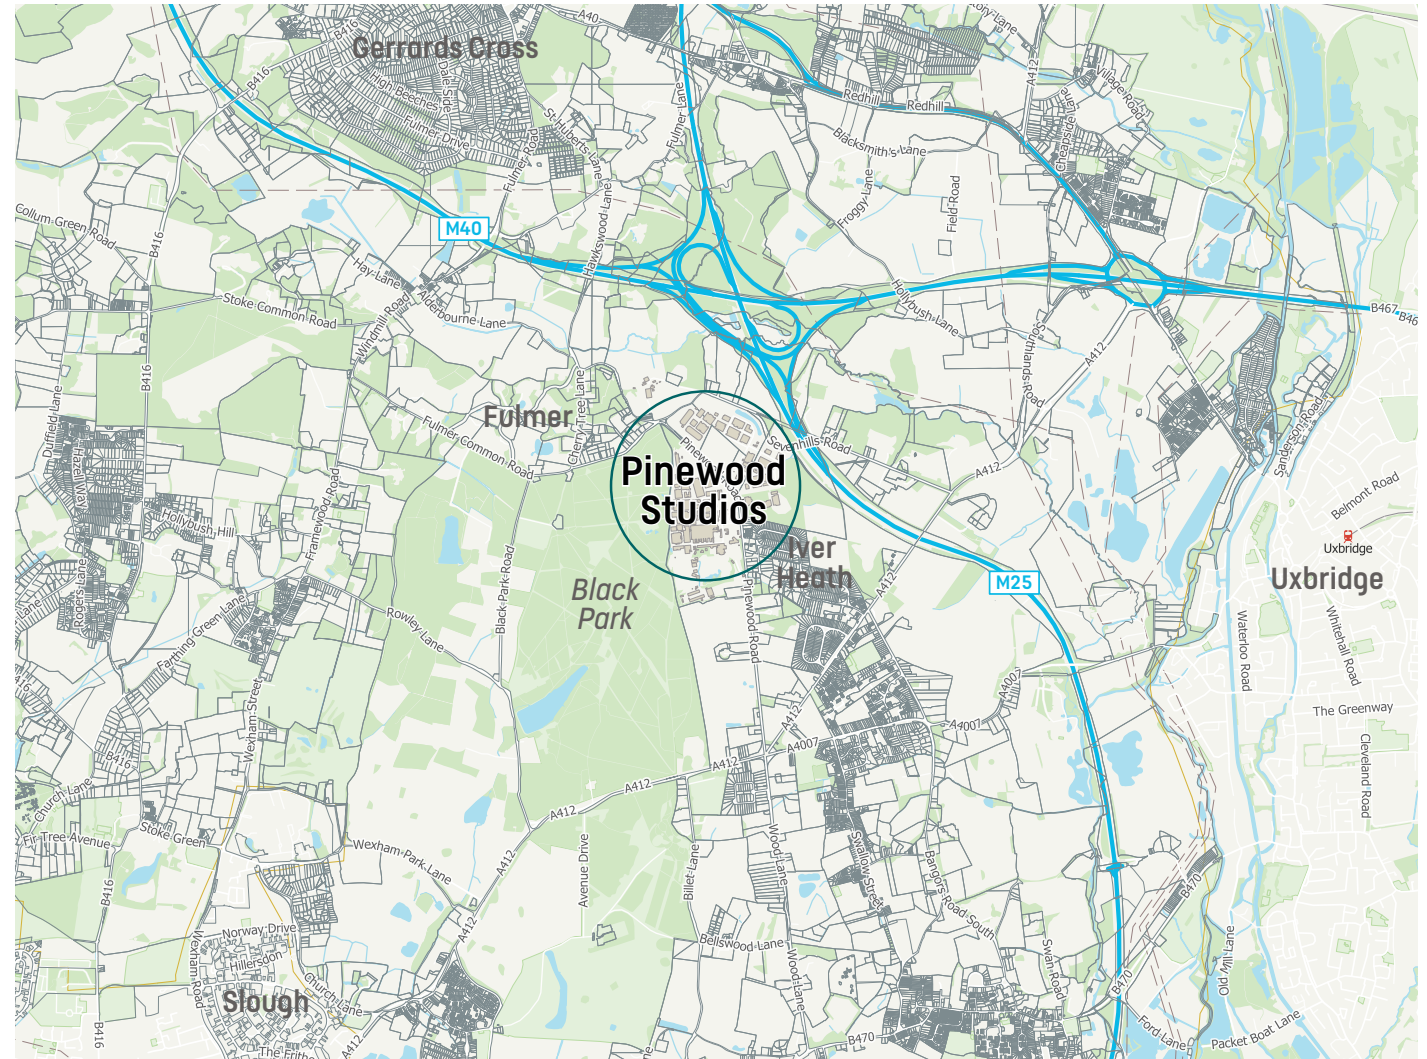 A40
B416
Gerrards Cross
Dale Side
High Beeches
Fulmer Drive
B416
Fulmer Road
St Huberts Lane
Fulmer Lane
Redhill
Redhill
A412
Village Road
Cheapside Lane
Blacksmith's Lane
Froggy Lane
Field Road
Hawkswood Lane
Collum Green Road
B416
M40
Hay Lane
Alderbourne Lane
Windmill Road
Stoke Common Road
Hollybush Lane
Southlands Road
A412
B467
B416
Duffield Lane
Hazell Way
Fulmer
Cherry Tree Lane
Fulmer Common Road
Sevenhills Road
Pinewood Road
Pinewood
Studios
A412
Sanderson Road
Belmont Road
Uxbridge
Uxbridge
Hollybush Hill
Framewood Road
Iver
Heath
A412
M25
Black
Park
Black Park Road
Pinewood Road
Rogers Lane
Farthing Green Lane
Rowley Lane
Waterloo Road
Whitehall Road
Wexham Street
A412
A4007
A4007
A412
A412
A412
The Greenway
Cleveland Road
B416
Church Lane
Fir Tree Avenue
Stoke Green
Wexham Park Lane
A412
Avenue Drive
Billet Lane
Wood Lane
Swallow Street
Bangors Road South
B470
B416
A412
Norway Drive
Hillersdon
Wexham Road
Church Lane
Slough
Bellswood Lane
Wood Lane
Swan Road
B470
Old Mill Lane
B416
A412
B470
Ford Lane
Packet Boat Lane